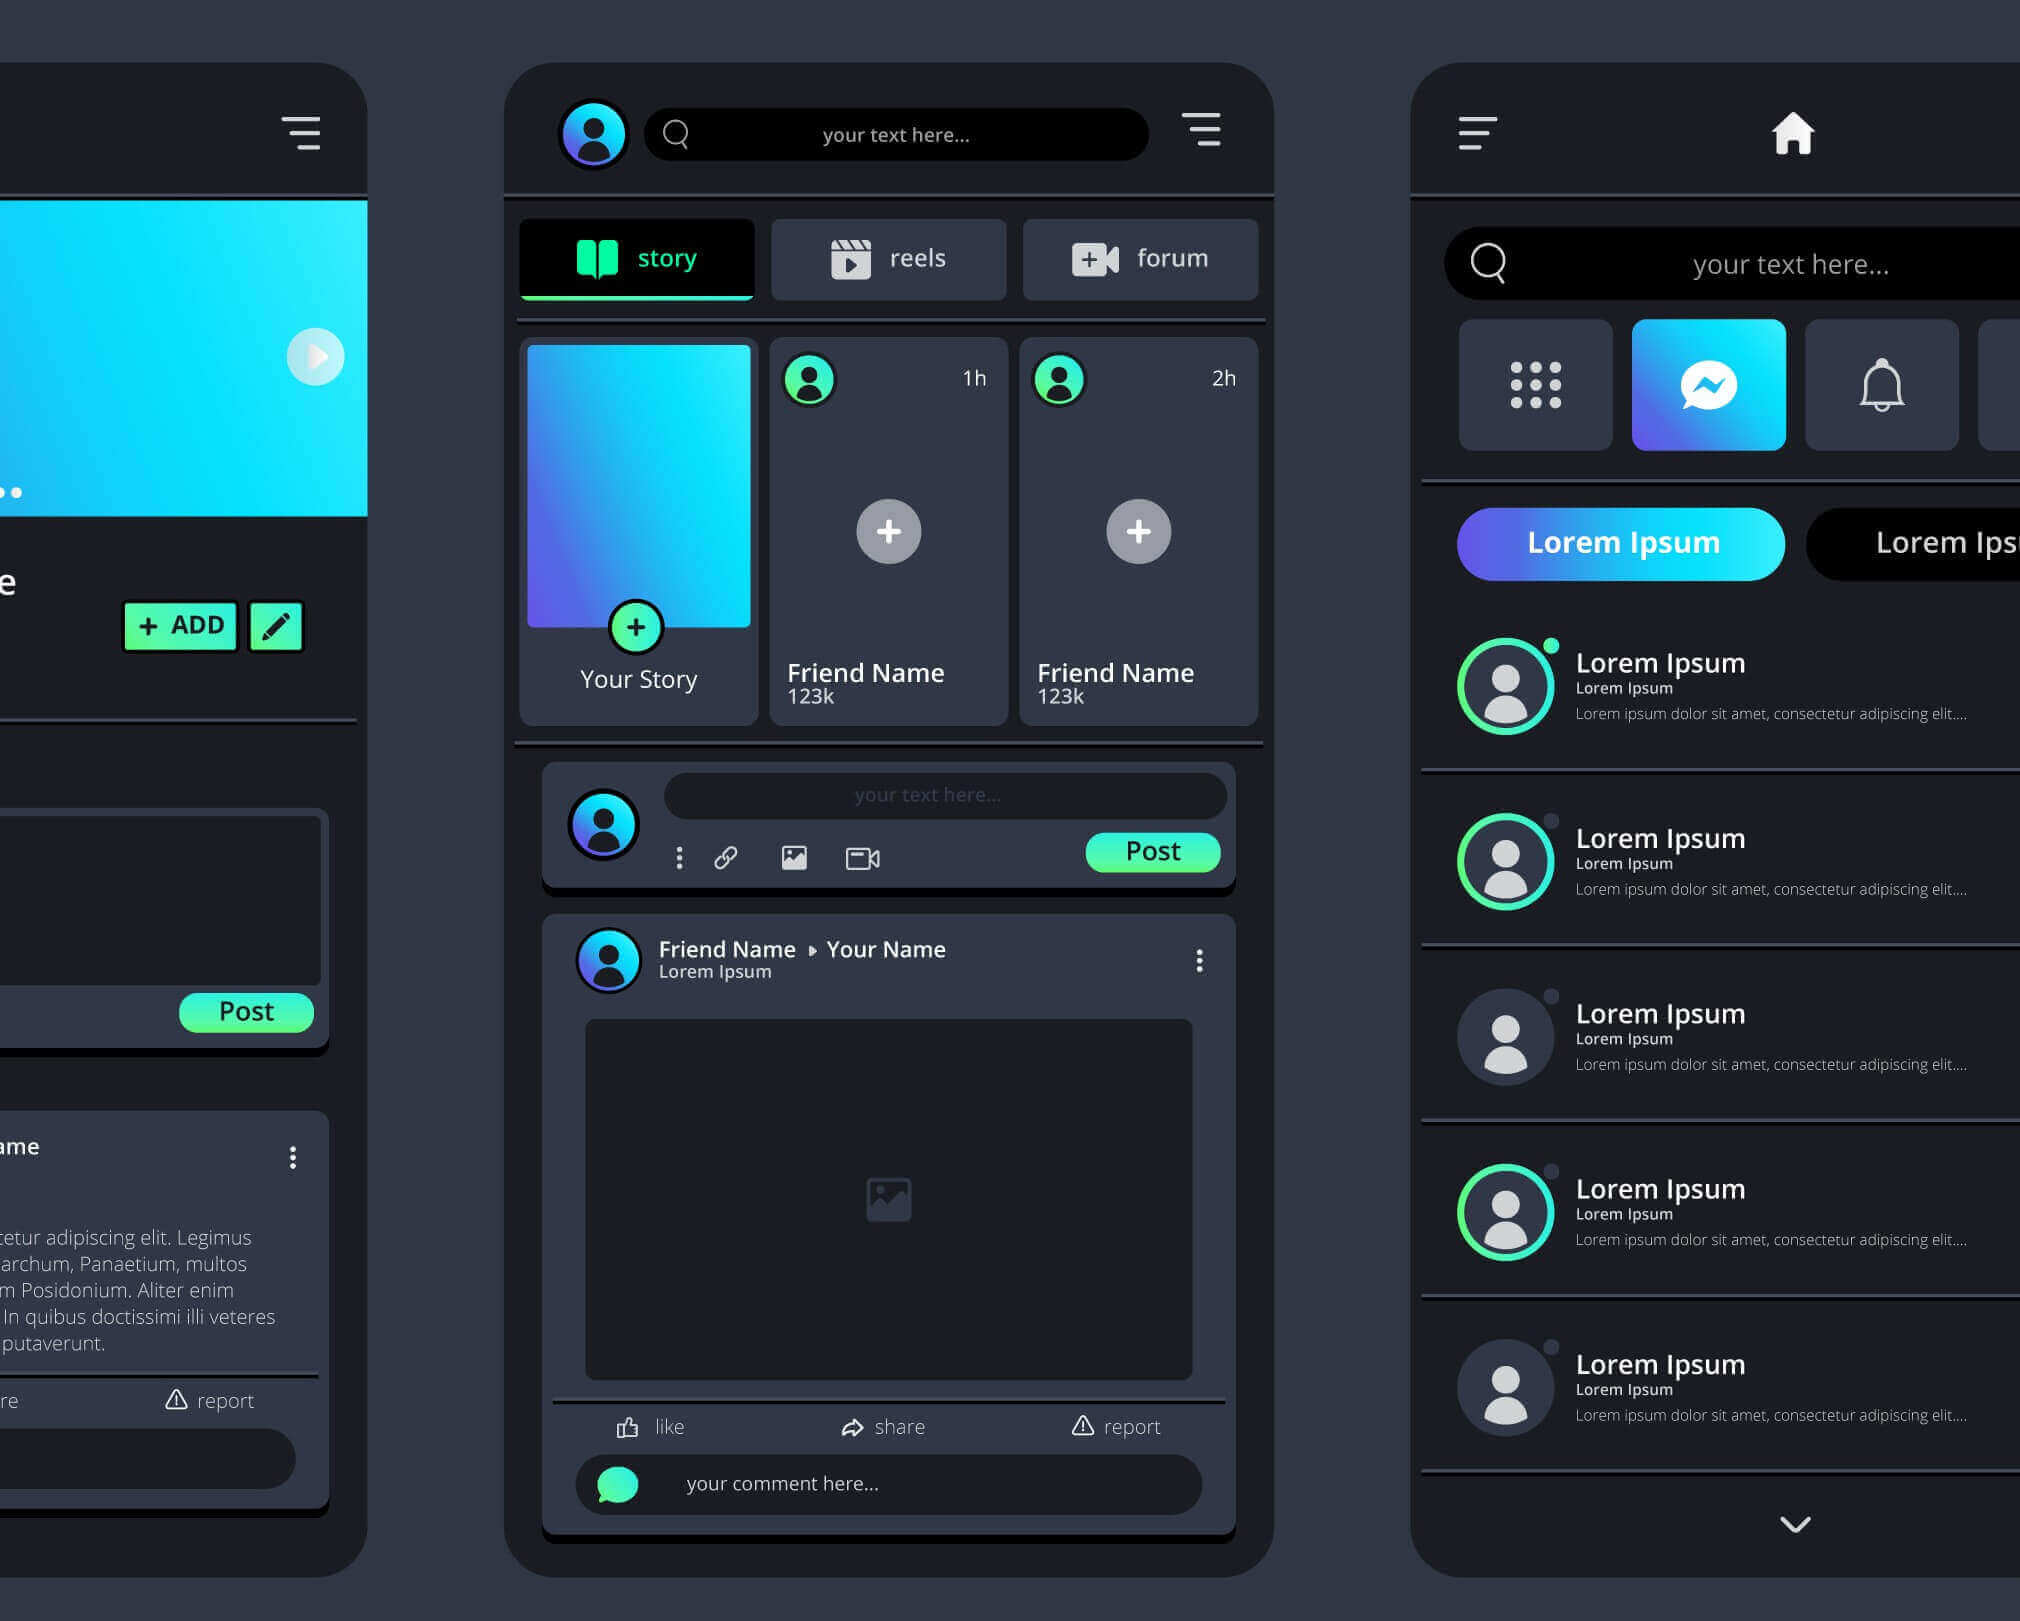 e
+ ADD
Post
ame
etur adipiscing elit. Legimus
archum, Panaetium, multos
m Posidonium. Aliter enim
In quibus doctissimi illi veteres
putaverunt.
re
report
your text here...
story
reels
forum
Your Story
1h
Friend Name
123k
2h
Friend Name
123k
your text here...
Post
Friend Name ▸ Your Name
Lorem Ipsum
like
share
report
your comment here...
your text here...
Lorem Ipsum
Lorem Ips
Lorem Ipsum
Lorem Ipsum
Lorem ipsum dolor sit amet, consectetur adipiscing elit....
Lorem Ipsum
Lorem Ipsum
Lorem ipsum dolor sit amet, consectetur adipiscing elit....
Lorem Ipsum
Lorem Ipsum
Lorem ipsum dolor sit amet, consectetur adipiscing elit....
Lorem Ipsum
Lorem Ipsum
Lorem ipsum dolor sit amet, consectetur adipiscing elit....
Lorem Ipsum
Lorem Ipsum
Lorem ipsum dolor sit amet, consectetur adipiscing elit....